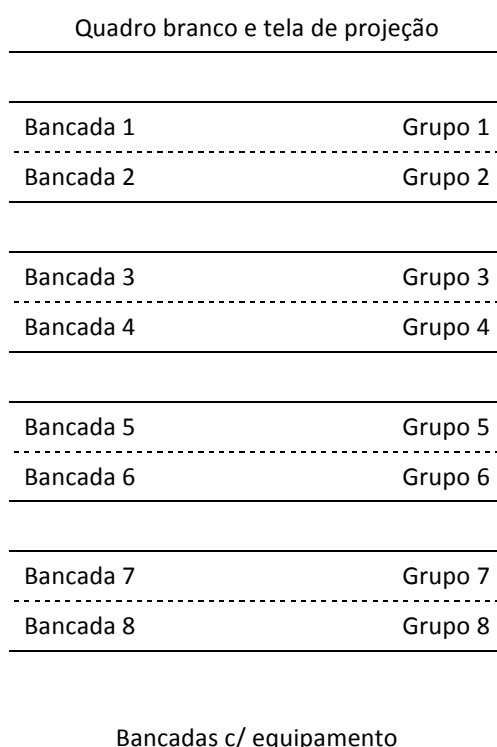 Quadro branco e tela de projeção
Bancada 1 Grupo 1
Bancada 2 Grupo 2
Bancada 3 Grupo 3
Bancada 4 Grupo 4
Bancada 5 Grupo 5
Bancada 6 Grupo 6
Bancada 7 Grupo 7
Bancada 8 Grupo 8
Bancadas c/ equipamento